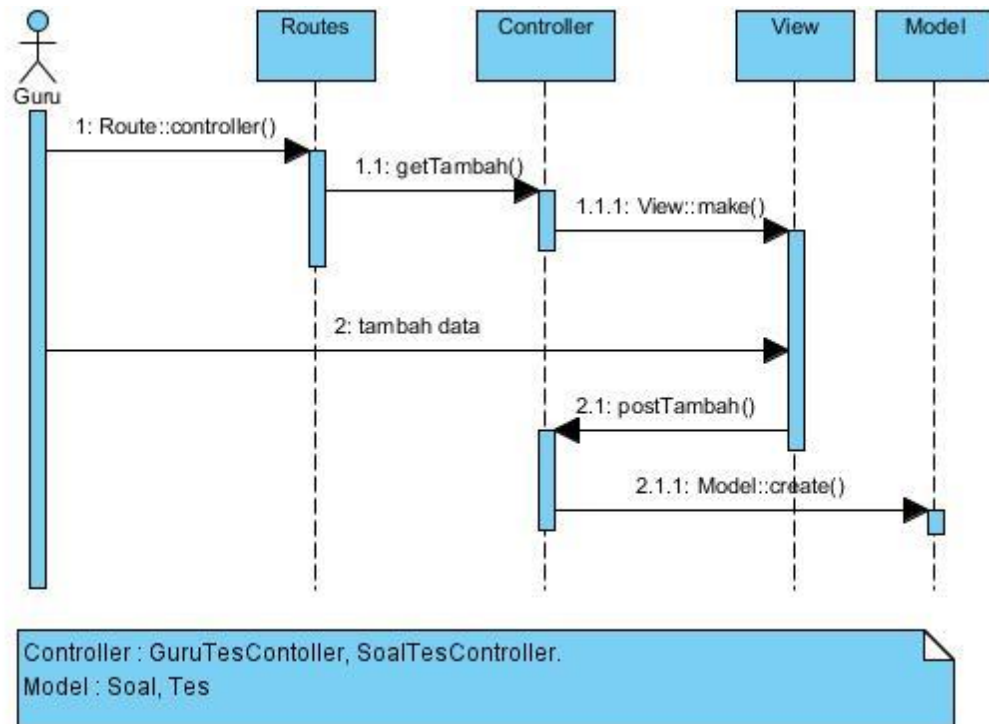 Routes
Controller
View
Model
Guru
1: Route::controller()
1.1: getTambah()
1.1.1: View::make()
2: tambah data
2.1: postTambah()
2.1.1: Model::create()
Controller : GuruTesContoller, SoalTesController.
Model : Soal, Tes